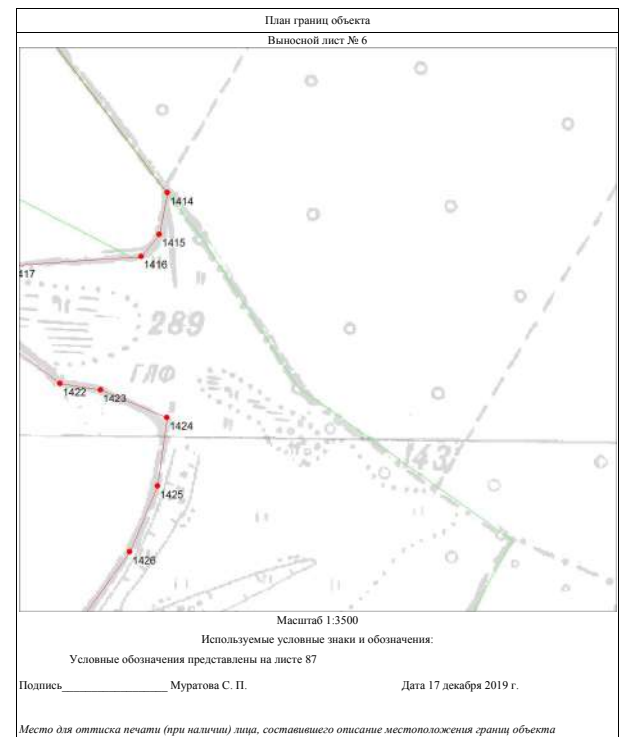 План границ объекта
Выносной лист № 6
1414
1415
1416
417
289
ГЛФ
1422
1423
1424
143
1425
1426
Масштаб 1:3500
Используемые условные знаки и обозначения:
Условные обозначения представлены на листе 87
Подпись___________________ Муратова С. П. Дата 17 декабря 2019 г.
Место для оттиска печати (при наличии) лица, составившего описание местоположения границ объекта